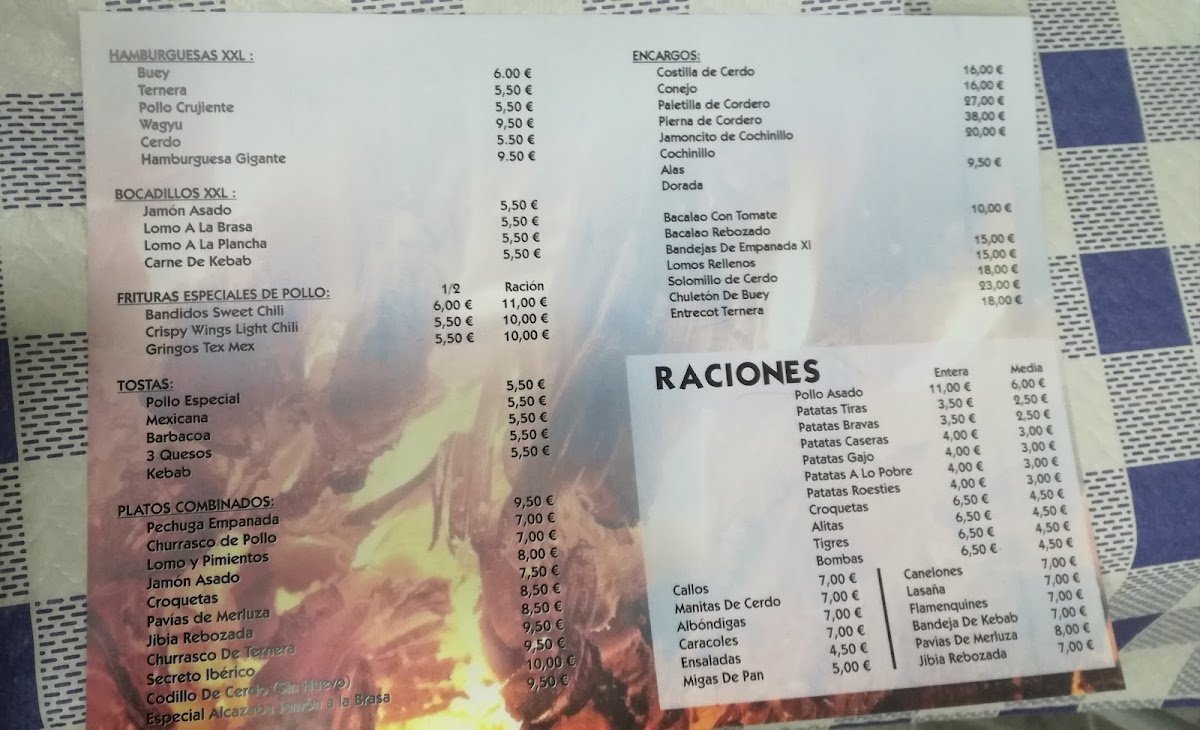 HAMBURGUESAS XXL :
Buey 6.00 €
Ternera 5,50 €
Pollo Crujiente 5,50 €
Wagyu 9,50 €
Cerdo 5.50 €
Hamburguesa Gigante 9.50 €
BOCADILLOS XXL :
Jamón Asado 5,50 €
Lomo A La Brasa 5,50 €
Lomo A La Plancha 5,50 €
Carne De Kebab 5,50 €
FRITURAS ESPECIALES DE POLLO: 1/2 Ración
Bandidos Sweet Chili 6,00 € 11,00 €
Crispy Wings Light Chili 5,50 € 10,00 €
Gringos Tex Mex 5,50 € 10,00 €
TOSTAS:
Pollo Especial 5,50 €
Mexicana 5,50 €
Barbacoa 5,50 €
3 Quesos 5,50 €
Kebab 5,50 €
PLATOS COMBINADOS:
Pechuga Empanada 9,50 €
Churrasco de Pollo 7,00 €
Lomo y Pimientos 7,00 €
Jamón Asado 8,00 €
Croquetas 7,50 €
Pavías de Merluza 8,50 €
Jibia Rebozada 8,50 €
Churrasco De Ternera 9,50 €
Secreto Ibérico 9,50 €
Codillo De Cerdo (Sin Huevo) 10,00 €
Especial Alcazaba Jamón a la Brasa 9,50 €
ENCARGOS:
Costilla de Cerdo 16,00 €
Conejo 16,00 €
Paletilla de Cordero 27,00 €
Pierna de Cordero 38,00 €
Jamoncito de Cochinillo 20,00 €
Cochinillo
Alas 9,50 €
Dorada
Bacalao Con Tomate 10,00 €
Bacalao Rebozado
Bandejas De Empanada Xl 15,00 €
Lomos Rellenos 15,00 €
Solomillo de Cerdo 18,00 €
Chuletón De Buey 23,00 €
Entrecot Ternera 18,00 €
RACIONES Entera Media
Pollo Asado 11,00 € 6,00 €
Patatas Tiras 3,50 € 2,50 €
Patatas Bravas 3,50 € 2,50 €
Patatas Caseras 4,00 € 3,00 €
Patatas Gajo 4,00 € 3,00 €
Patatas A Lo Pobre 4,00 € 3,00 €
Patatas Roesties 4,00 € 3,00 €
Croquetas 6,50 € 4,50 €
Alitas 6,50 € 4,50 €
Tigres 6,50 € 4,50 €
Bombas 6,50 € 4,50 €
Callos 7,00 €
Manitas De Cerdo 7,00 €
Albóndigas 7,00 €
Caracoles 7,00 €
Ensaladas 4,50 €
Migas De Pan 5,00 €
Canelones 7,00 €
Lasaña 7,00 €
Flamenquines 7,00 €
Bandeja De Kebab 7,00 €
Pavias De Merluza 8,00 €
Jibia Rebozada 7,00 €